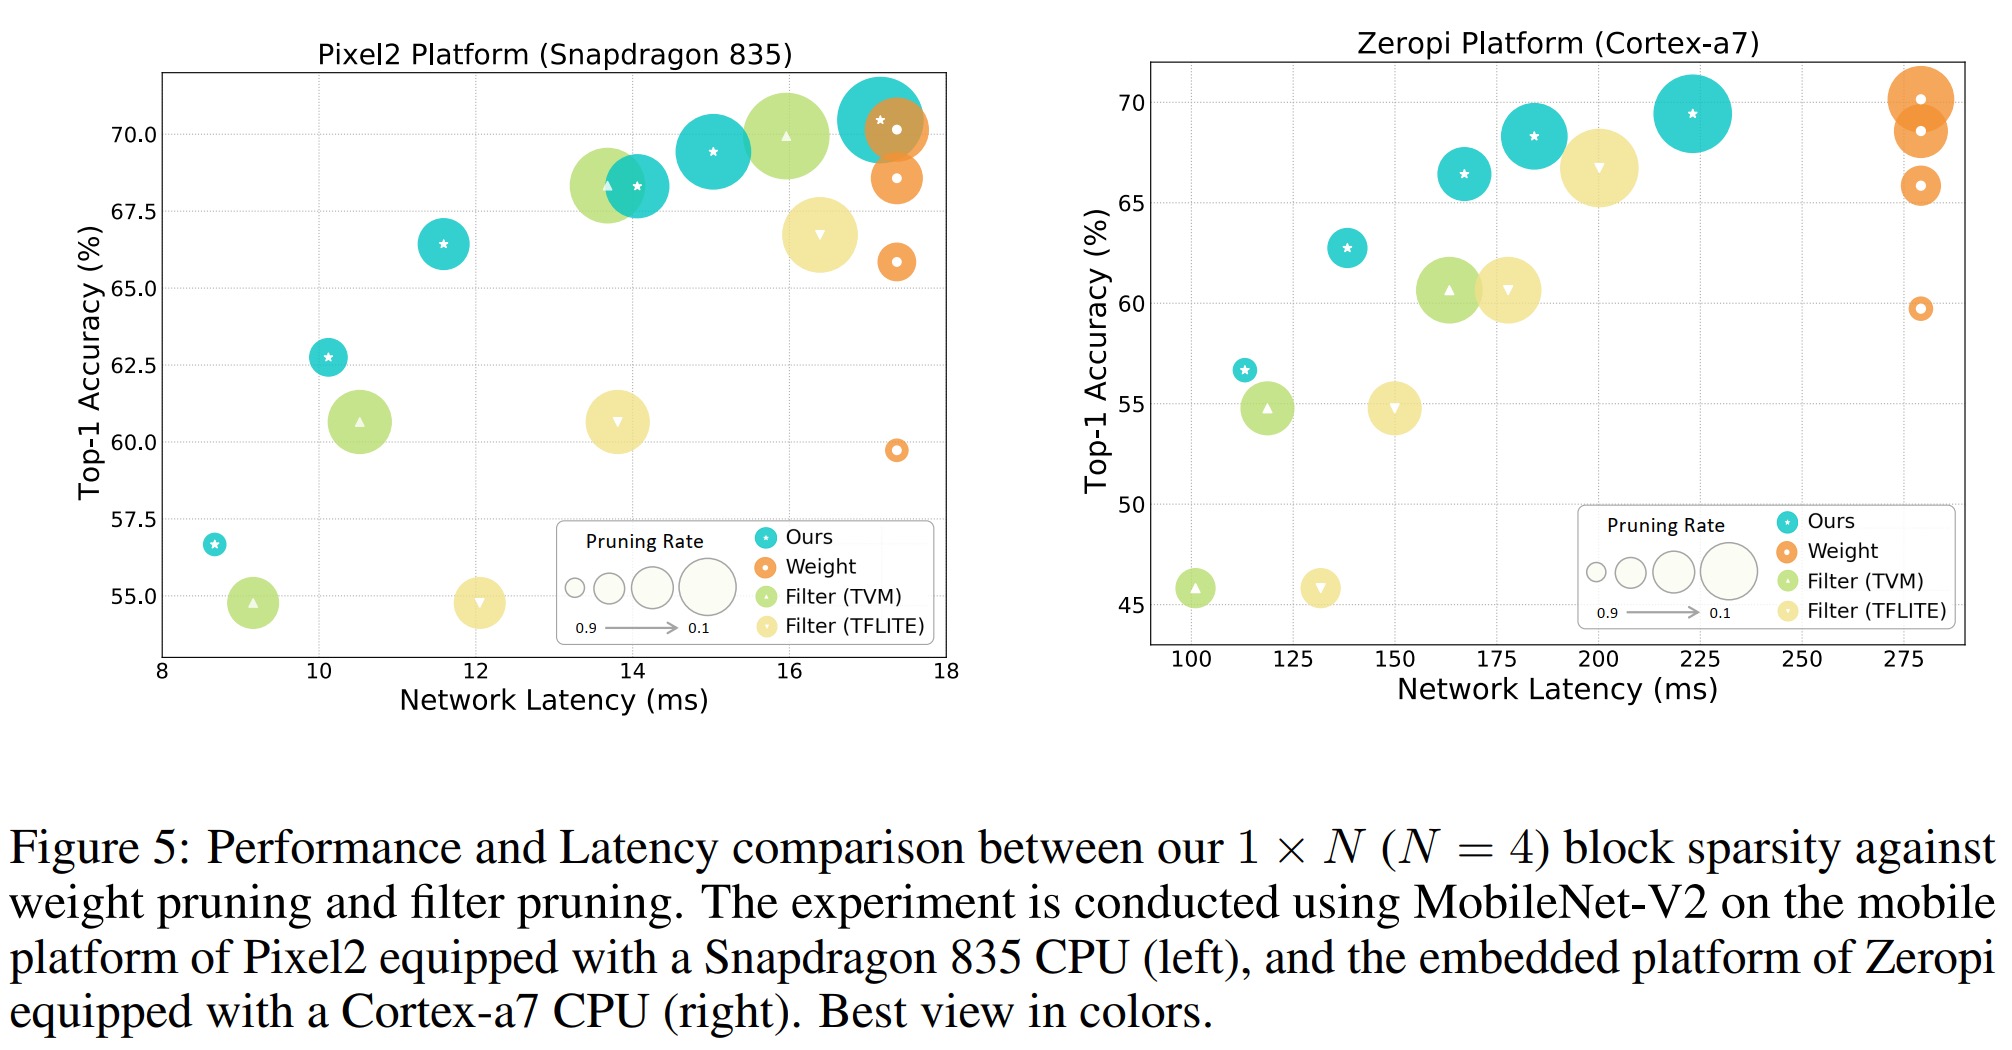 Pixel2 Platform (Snapdragon 835)
Top-1 Accuracy (%)
70.0
67.5
65.0
62.5
60.0
57.5
55.0
8 10 12 14 16 18
Network Latency (ms)
Pruning Rate
0.9 0.1
Ours
Weight
Filter (TVM)
Filter (TFLITE)
Zeropi Platform (Cortex-a7)
Top-1 Accuracy (%)
70
65
60
55
50
45
100 125 150 175 200 225 250 275
Network Latency (ms)
Pruning Rate
0.9 0.1
Ours
Weight
Filter (TVM)
Filter (TFLITE)
Figure 5: Performance and Latency comparison between our 1 × N (N = 4) block sparsity against
weight pruning and filter pruning. The experiment is conducted using MobileNet-V2 on the mobile
platform of Pixel2 equipped with a Snapdragon 835 CPU (left), and the embedded platform of Zeropi
equipped with a Cortex-a7 CPU (right). Best view in colors.